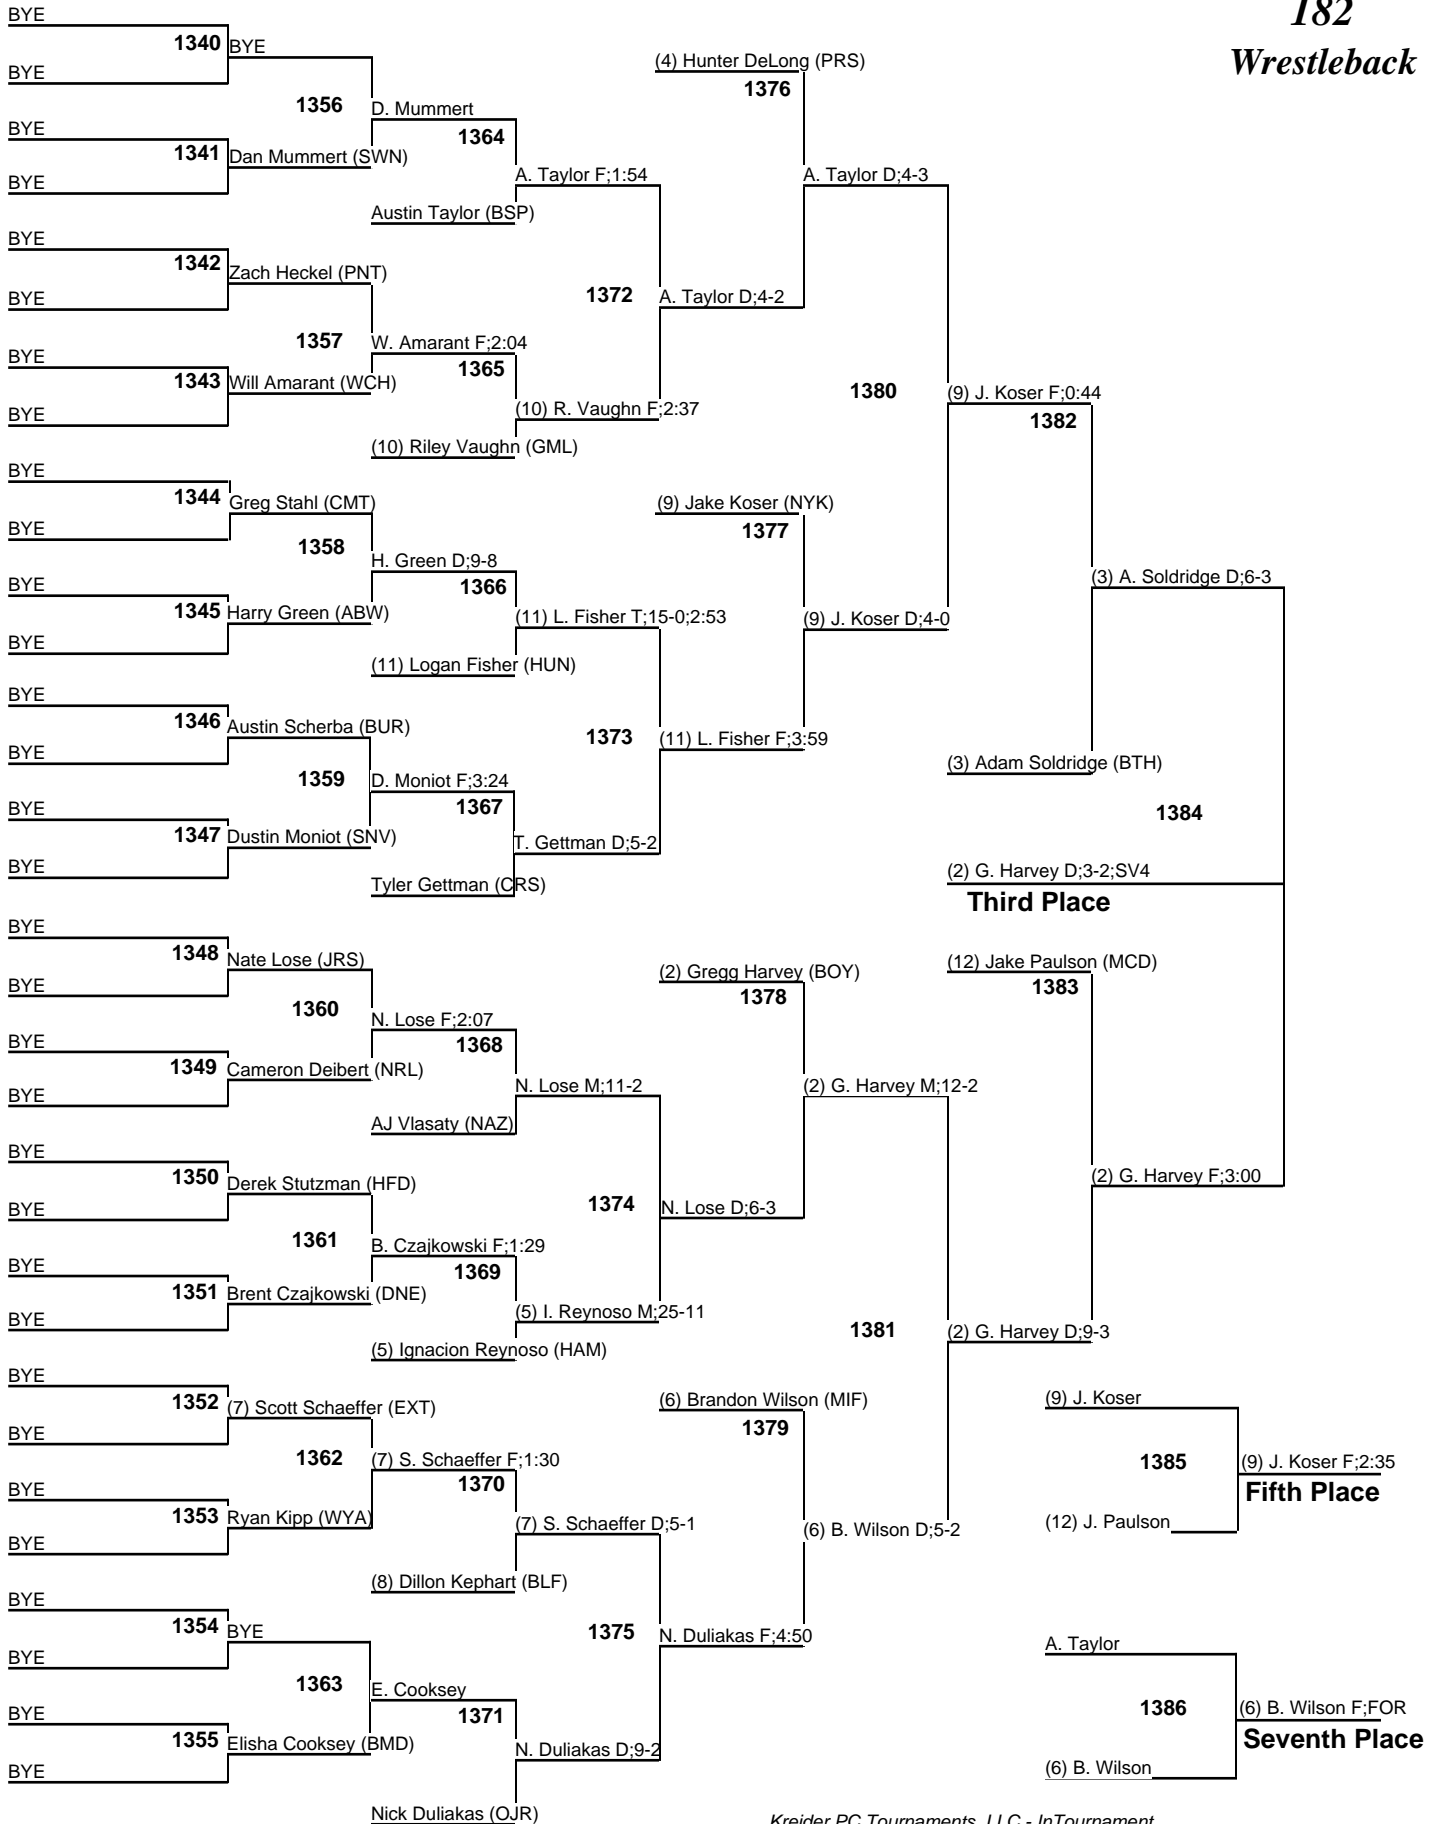 182
Wrestleback
BYE
1340
BYE
BYE
1356
D. Mummert
BYE
1341
Dan Mummert (SWN)
BYE
1364
A. Taylor F;1:54
Austin Taylor (BSP)
BYE
1342
Zach Heckel (PNT)
BYE
1357
W. Amarant F;2:04
BYE
1343
Will Amarant (WCH)
BYE
1365
(10) R. Vaughn F;2:37
(10) Riley Vaughn (GML)
1372
A. Taylor D;4-2
(4) Hunter DeLong (PRS)
1376
A. Taylor D;4-3
BYE
1344
Greg Stahl (CMT)
BYE
1358
H. Green D;9-8
BYE
1345
Harry Green (ABW)
BYE
1366
(11) L. Fisher T;15-0;2:53
(11) Logan Fisher (HUN)
BYE
1346
Austin Scherba (BUR)
BYE
1359
D. Moniot F;3:24
BYE
1347
Dustin Moniot (SNV)
BYE
1367
T. Gettman D;5-2
Tyler Gettman (CRS)
1373
(11) L. Fisher F;3:59
(9) Jake Koser (NYK)
1377
(9) J. Koser D;4-0
1380
(9) J. Koser F;0:44
1382
(3) A. Soldridge D;6-3
(3) Adam Soldridge (BTH)
1384
(2) G. Harvey D;3-2;SV4
Third Place
BYE
1348
Nate Lose (JRS)
BYE
1360
N. Lose F;2:07
BYE
1349
Cameron Deibert (NRL)
BYE
1368
N. Lose M;11-2
AJ Vlasaty (NAZ)
BYE
1350
Derek Stutzman (HFD)
BYE
1361
B. Czajkowski F;1:29
BYE
1351
Brent Czajkowski (DNE)
BYE
1369
(5) I. Reynoso M;25-11
(5) Ignacion Reynoso (HAM)
1374
N. Lose D;6-3
(2) Gregg Harvey (BOY)
1378
(2) G. Harvey M;12-2
(12) Jake Paulson (MCD)
1383
(2) G. Harvey F;3:00
BYE
1352
(7) Scott Schaeffer (EXT)
BYE
1362
(7) S. Schaeffer F;1:30
BYE
1353
Ryan Kipp (WYA)
BYE
1370
(7) S. Schaeffer D;5-1
(8) Dillon Kephart (BLF)
BYE
1354
BYE
BYE
1363
E. Cooksey
BYE
1355
Elisha Cooksey (BMD)
BYE
1371
N. Duliakas D;9-2
Nick Duliakas (OJR)
1375
N. Duliakas F;4:50
(6) Brandon Wilson (MIF)
1379
(6) B. Wilson D;5-2
1381
(2) G. Harvey D;9-3
(9) J. Koser
1385
(9) J. Koser F;2:35
Fifth Place
(12) J. Paulson
A. Taylor
1386
(6) B. Wilson F;FOR
Seventh Place
(6) B. Wilson
Kreider PC Tournaments, LLC - InTournament